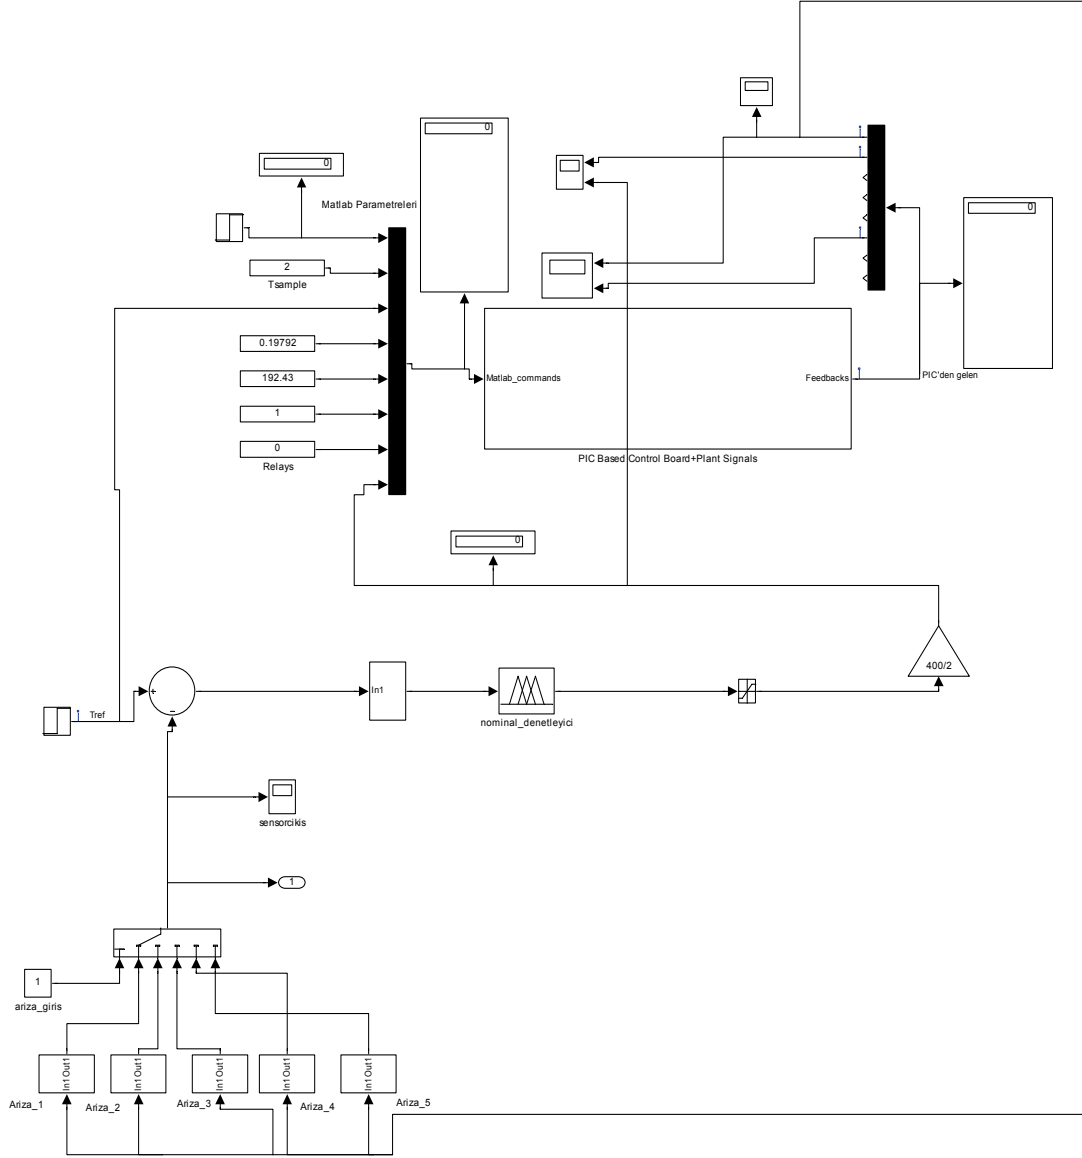 0
0
Matlab Parametreleri
0
2
Tsample
0.19792
192.43
1
0
Relays
Matlab_commands
Feedbacks
PIC'den gelen
PIC Based Control Board+Plant Signals
0
400/2
+
−
In1
nominal_denetleyici
Tref
sensorcikis
1
1
ariza_giris
In1 Out1
In1 Out1
In1 Out1
In1 Out1
In1 Out1
Ariza_1
Ariza_2
Ariza_3
Ariza_4
Ariza_5